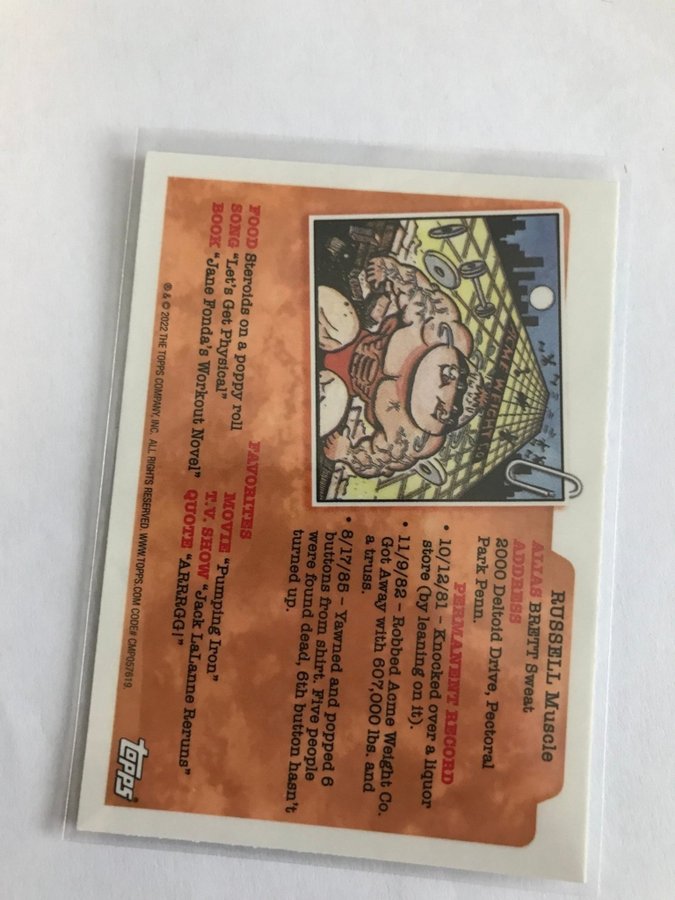 RUSSELL Muscle
ALIAS BRETT Sweat
ADDRESS
2000 Deltoid Drive, Pectoral
Park Penn.
PERMANENT RECORD
• 10/12/81 – Knocked over a liquor
store (by leaning on it).
• 11/9/82 – Robbed Acme Weight Co.
Got Away with 607,000 lbs. and
a truss.
• 8/17/85 – Yawned and popped 6
buttons from shirt. Five people
were found dead, 6th button hasn't
turned up.
ACME WEIGHT CO
FAVORITES
FOOD Steroids on a poppy roll
SONG "Let's Get Physical"
BOOK "Jane Fonda's Workout Novel"
MOVIE "Pumping Iron"
T.V. SHOW "Jack LaLanne Reruns"
QUOTE "ARRRGG!"
® & © 2022 THE TOPPS COMPANY, INC. ALL RIGHTS RESERVED. WWW.TOPPS.COM CODE# CMP057619.
topps®